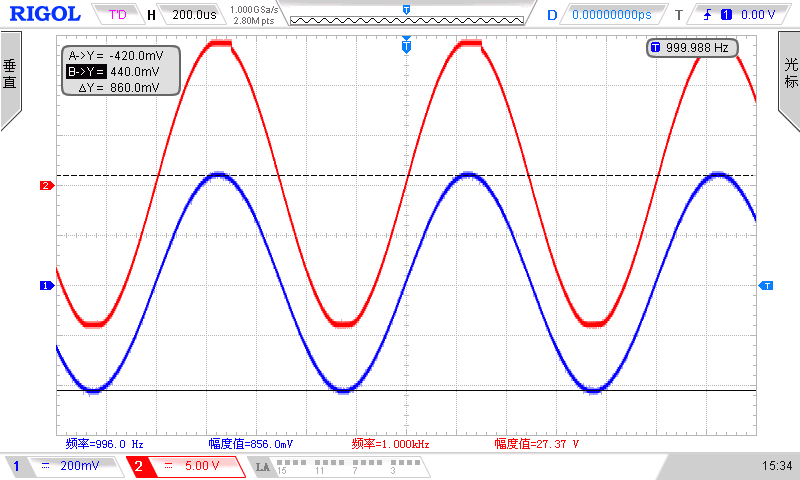 RIGOL T'D H 200.0us 1.000GSa/s 2.80M pts T D 0.00000000ps T 1 0.00 V
垂直
A->Y = -420.0mV
B->Y = 440.0mV
ΔY = 860.0mV
T
T 999.988 Hz
光标
2
1
T
频率=996.0 Hz 幅度值=856.0mV 频率=1.000kHz 幅度值=27.37 V
1 200mV 2 5.00 V LA 15 11 7 3 15:34